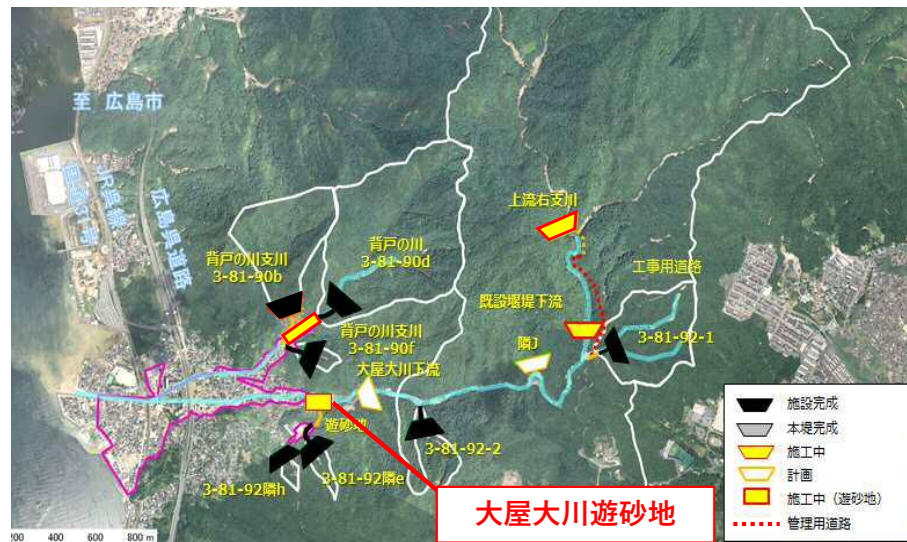 至 広島市
国道31号
JR呉線
広島呉道路
背戸の川支川
3-81-90b
背戸の川
3-81-90d
上流右支川
工事用道路
既設堰堤下流
3-81-92-1
背戸の川支川
3-81-90f
隣J
大屋大川下流
遊砂地
3-81-92-2
3-81-92隣h
3-81-92隣e
大屋大川遊砂地
施設完成
本堤完成
施工中
計画
施工中（遊砂地）
管理用道路
200 400 600 800 m